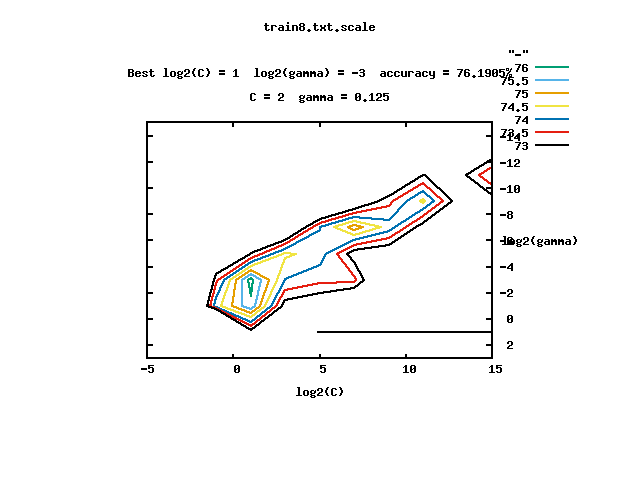 train8.txt.scale
"-"
Best log2(C) = 1 log2(gamma) = -3 accuracy = 76.1905%
76
75.5
C = 2 gamma = 0.125
75
74.5
74
73.5
73
-14
-12
-10
-8
-6
log2(gamma)
-4
-2
0
2
-5 0 5 10 15
log2(C)